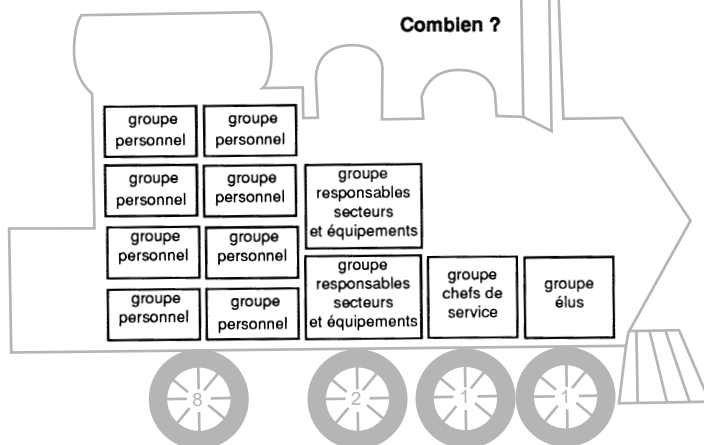 Combien ?
groupe
personnel
groupe
personnel
groupe
personnel
groupe
personnel
groupe
responsables
secteurs
et équipements
groupe
personnel
groupe
personnel
groupe
personnel
groupe
personnel
groupe
responsables
secteurs
et équipements
groupe
chefs de
service
groupe
élus
8
2
1
1